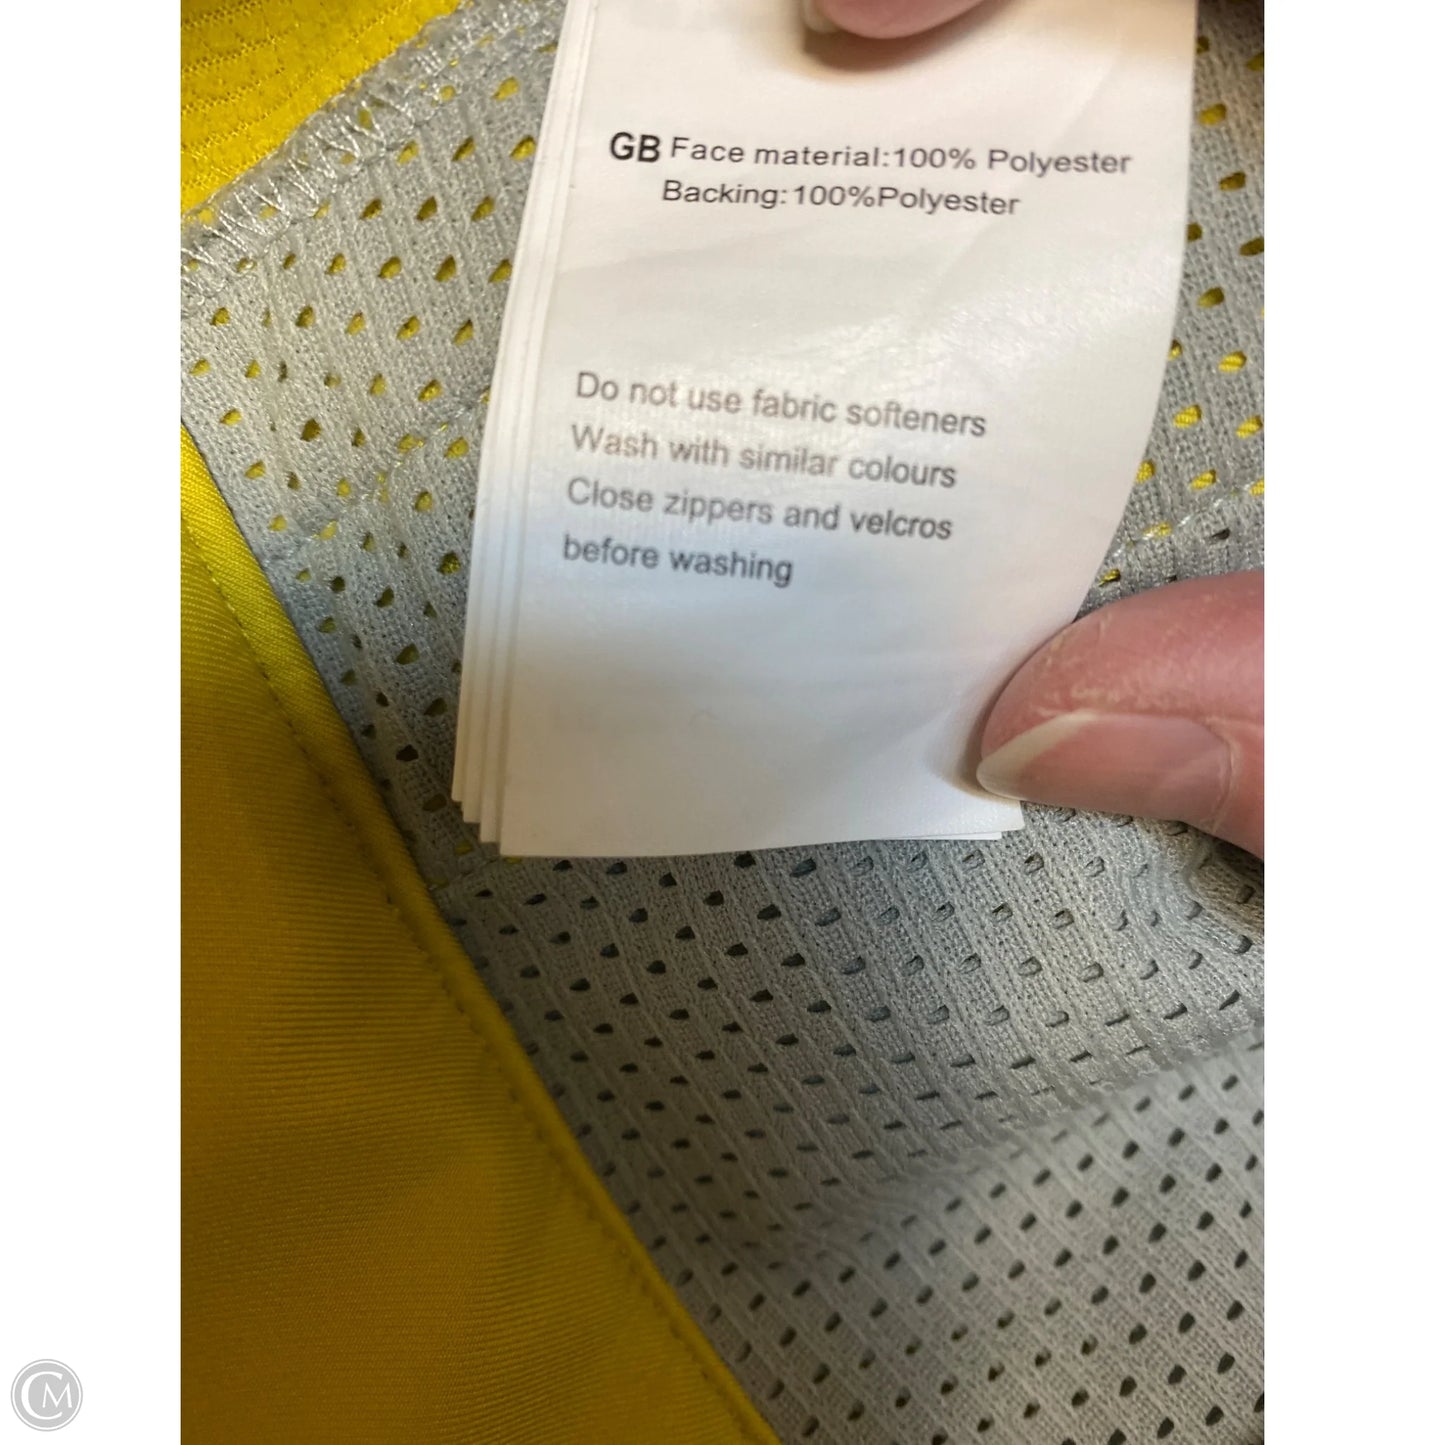 GB Face material:100% Polyester
Backing:100%Polyester
Do not use fabric softeners
Wash with similar colours
Close zippers and velcros
before washing
CM